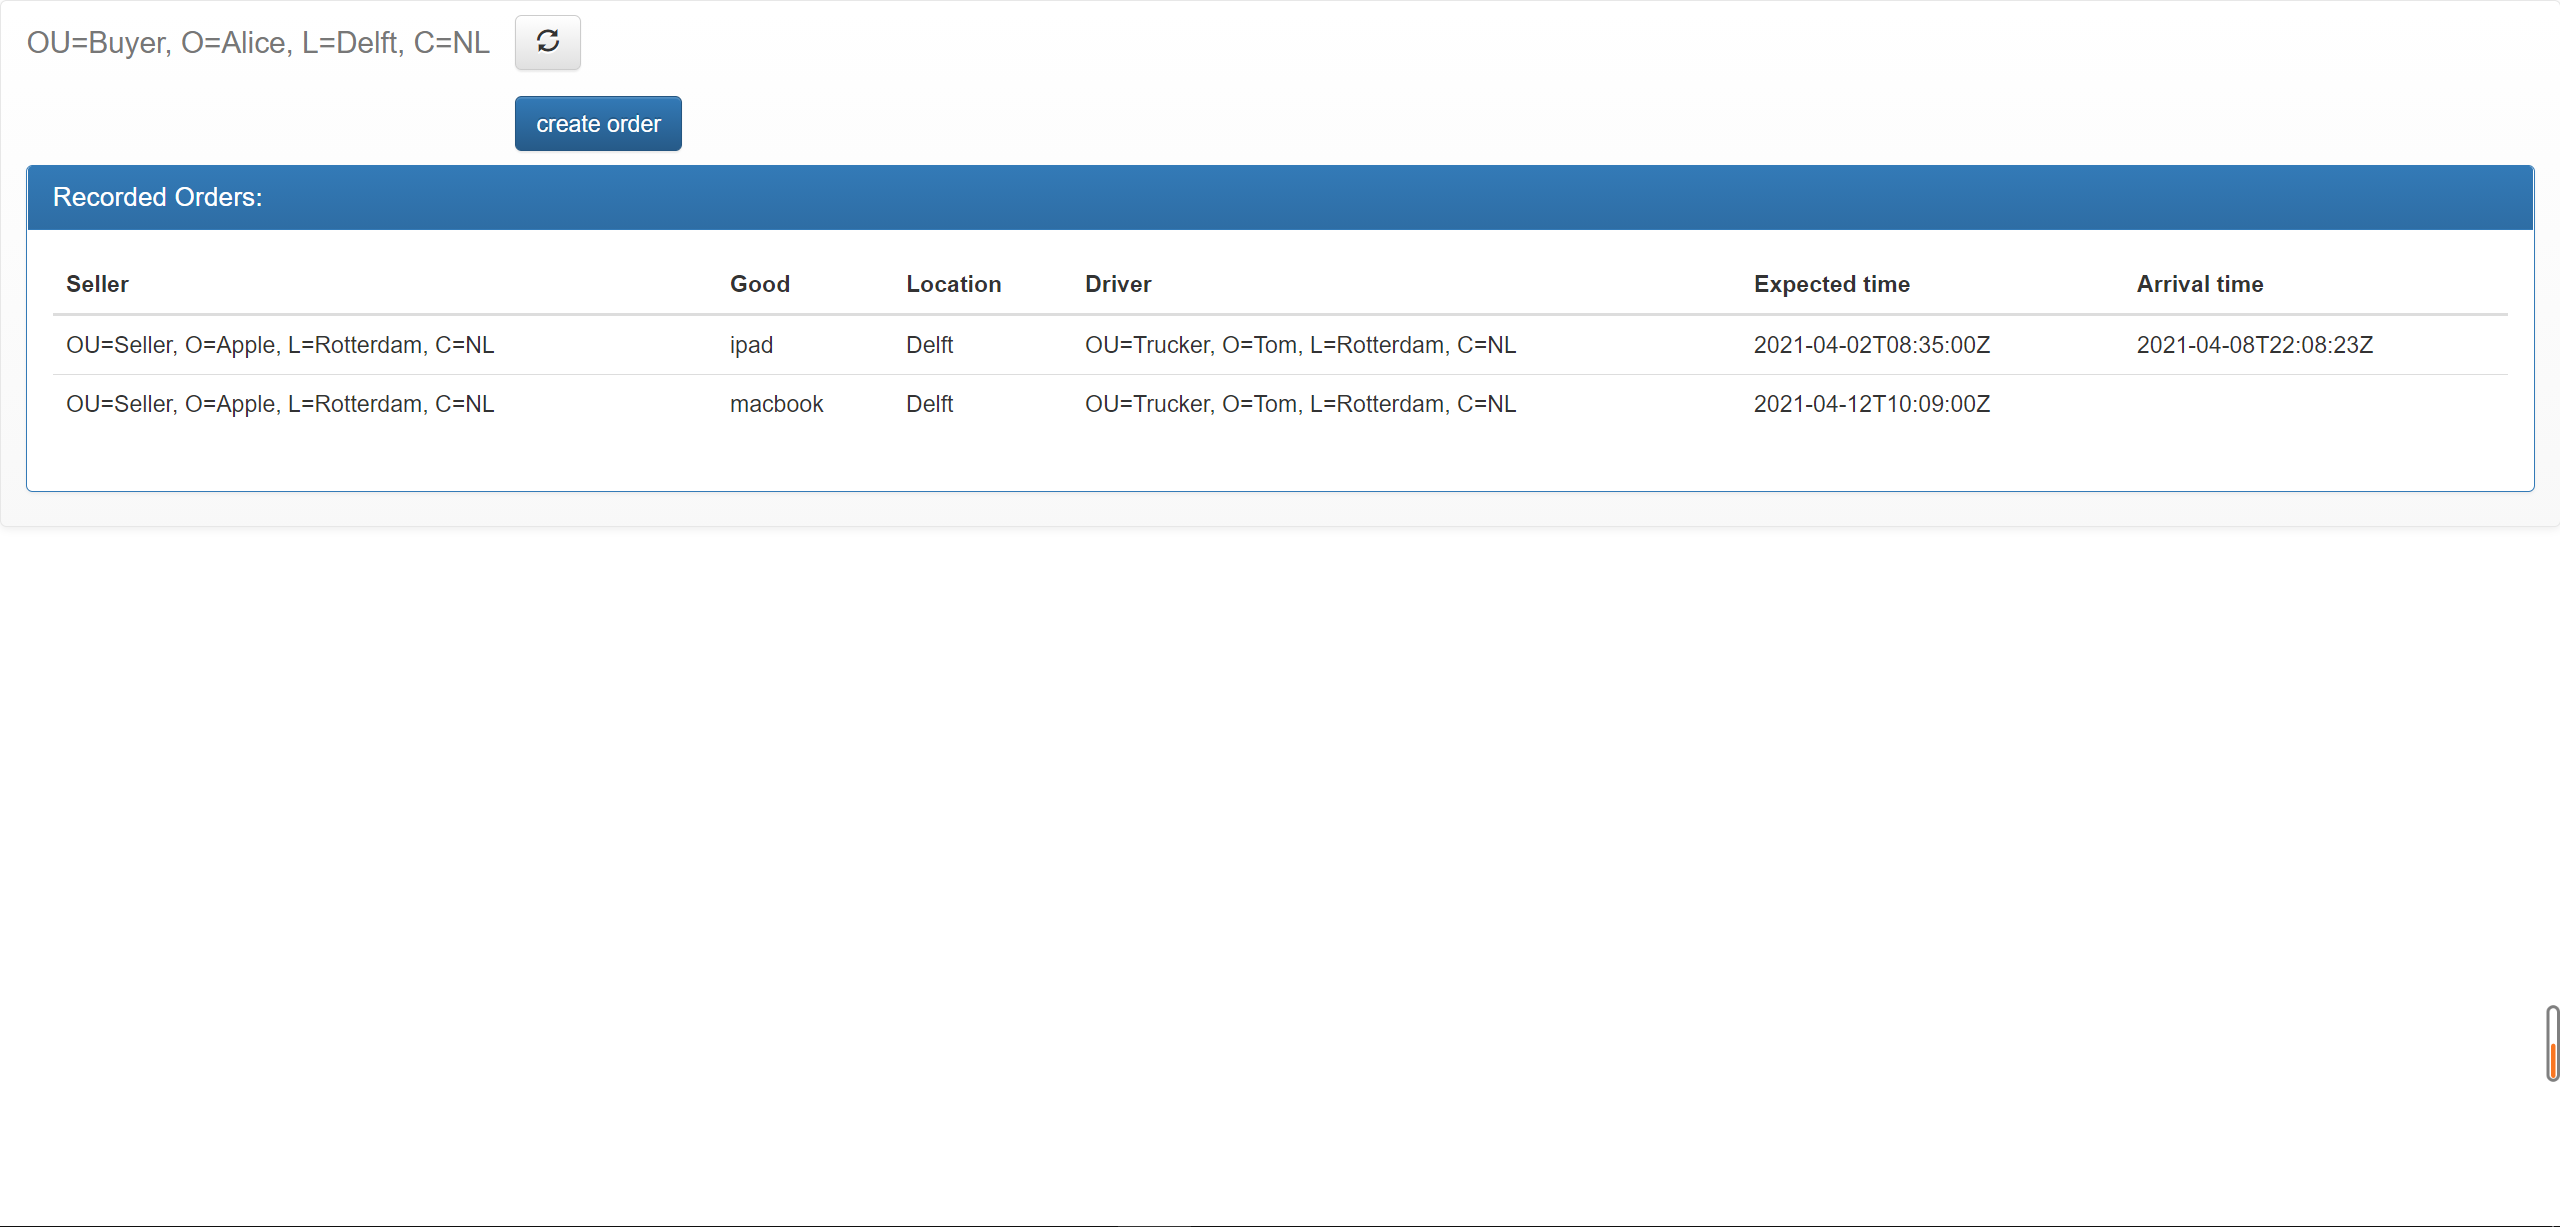 OU=Buyer, O=Alice, L=Delft, C=NL
create order
Recorded Orders:
Seller Good Location Driver Expected time Arrival time
OU=Seller, O=Apple, L=Rotterdam, C=NL ipad Delft OU=Trucker, O=Tom, L=Rotterdam, C=NL 2021-04-02T08:35:00Z 2021-04-08T22:08:23Z
OU=Seller, O=Apple, L=Rotterdam, C=NL macbook Delft OU=Trucker, O=Tom, L=Rotterdam, C=NL 2021-04-12T10:09:00Z